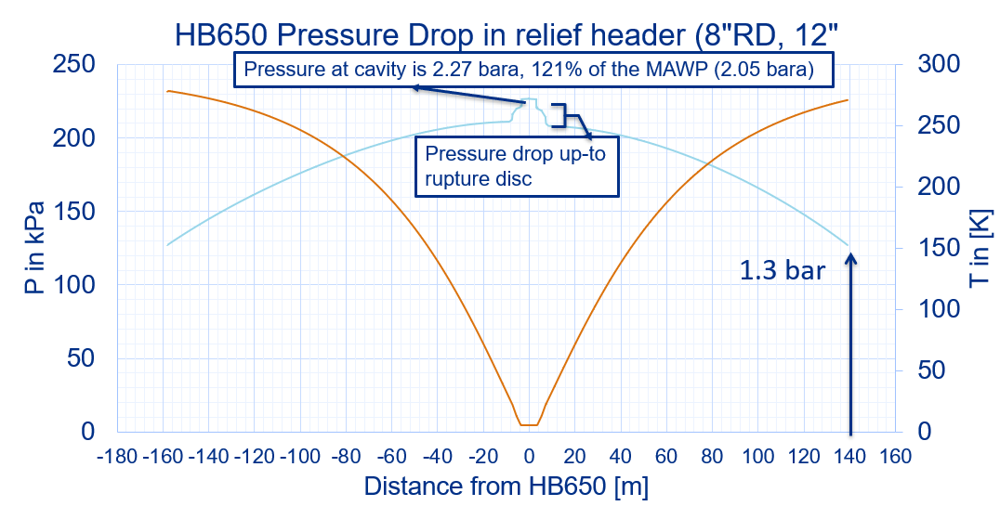 HB650 Pressure Drop in relief header (8"RD, 12"
Pressure at cavity is 2.27 bara, 121% of the MAWP (2.05 bara)
Pressure drop up-to
rupture disc
1.3 bar
P in kPa
250
200
150
100
50
0
T in [K]
300
250
200
150
100
50
0
-180 -160 -140 -120 -100 -80 -60 -40 -20 0 20 40 60 80 100 120 140 160
Distance from HB650 [m]